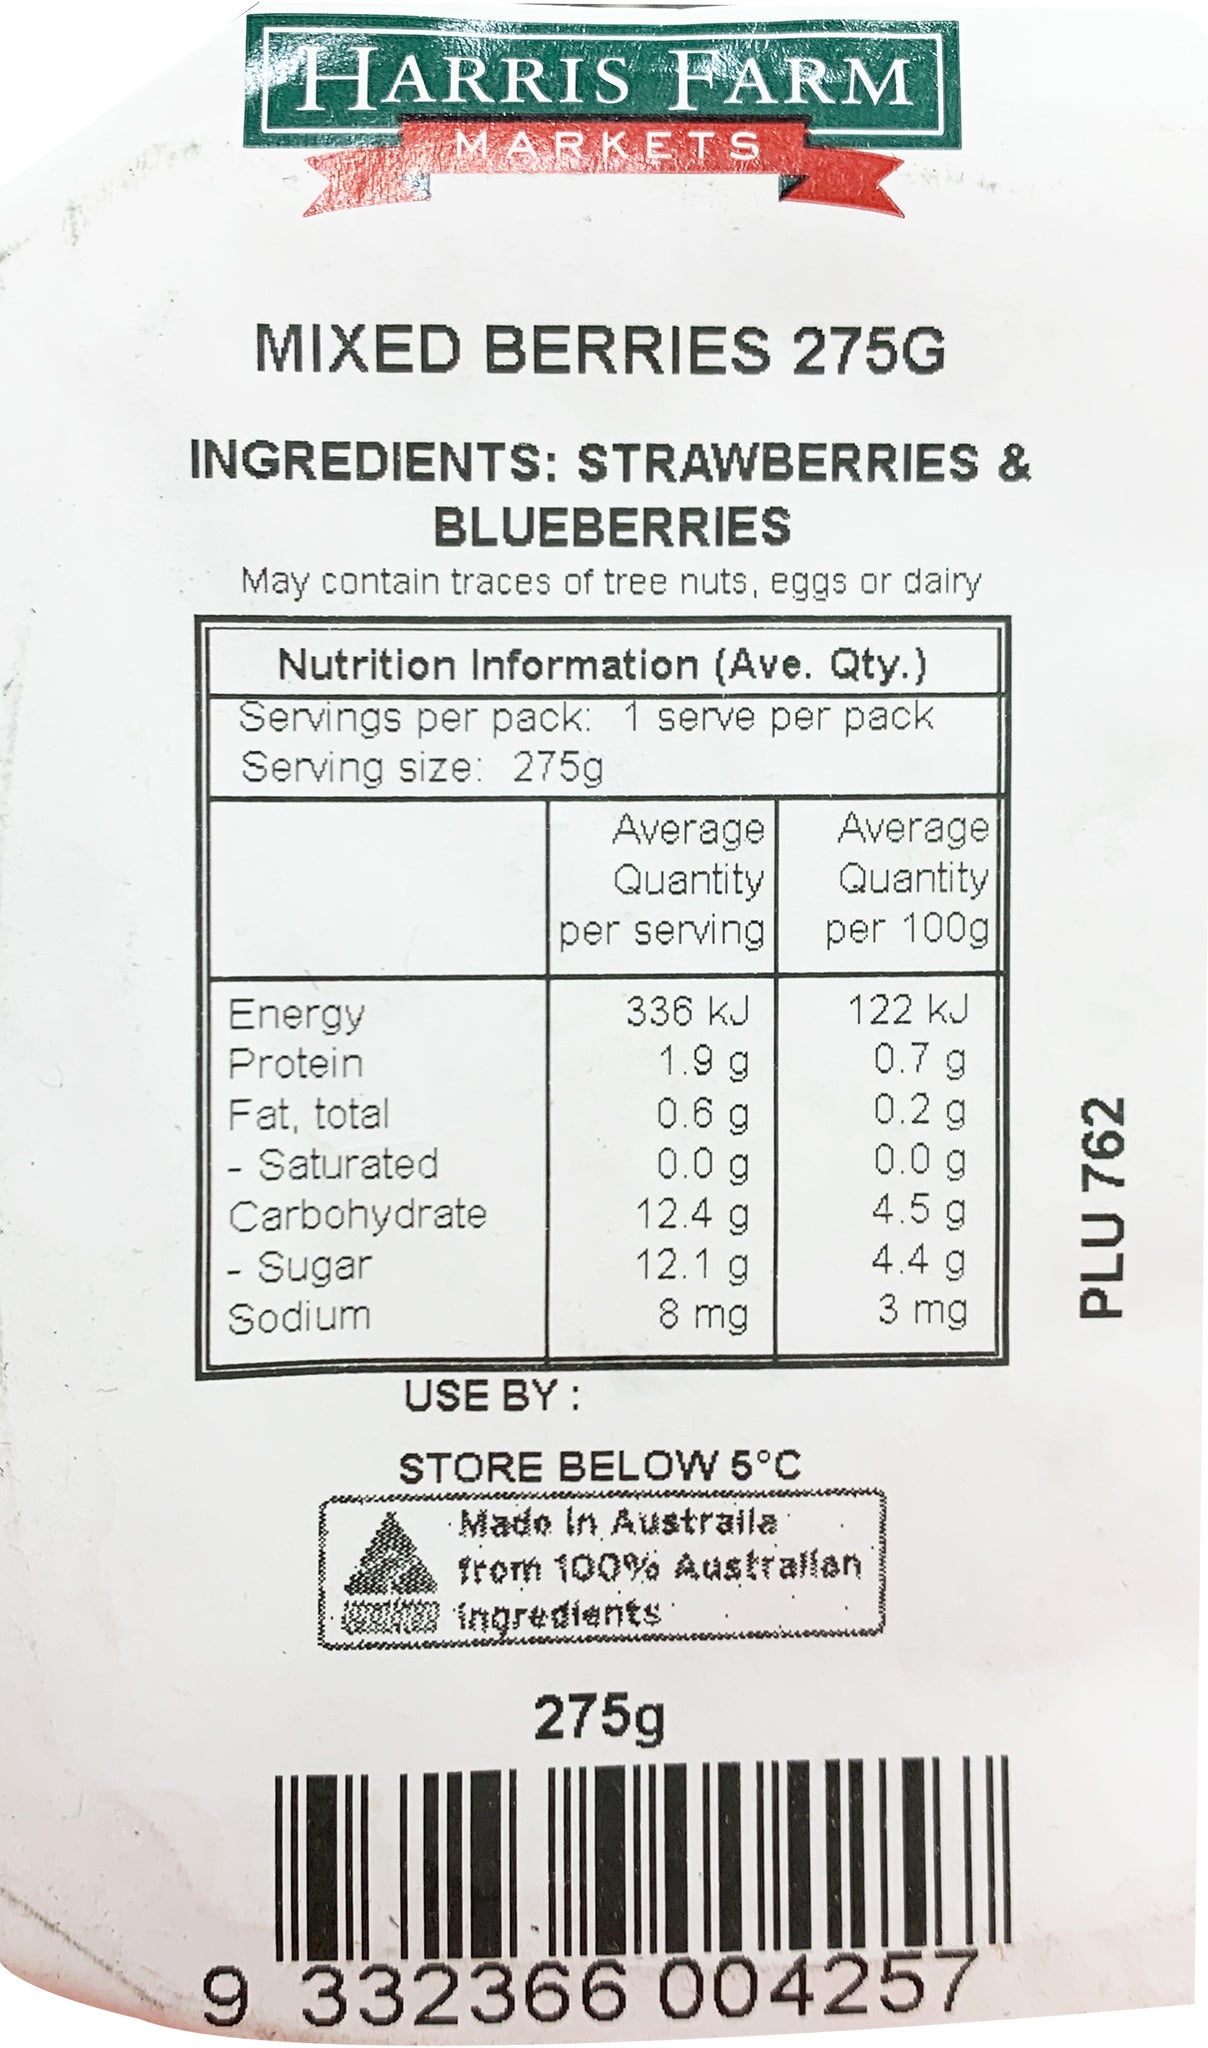 HARRIS FARM
MARKETS
MIXED BERRIES 275G
INGREDIENTS: STRAWBERRIES &
BLUEBERRIES
May contain traces of tree nuts, eggs or dairy
Nutrition Information (Ave. Qty.)
Servings per pack: 1 serve per pack
Serving size: 275g
Average Quantity per serving
Average Quantity per 100g
Energy 336 kJ 122 kJ
Protein 1.9 g 0.7 g
Fat, total 0.6 g 0.2 g
- Saturated 0.0 g 0.0 g
Carbohydrate 12.4 g 4.5 g
- Sugar 12.1 g 4.4 g
Sodium 8 mg 3 mg
PLU 762
USE BY :
STORE BELOW 5°C
Made in Australia
from 100% Australian
ingredients
275g
9 332366 004257